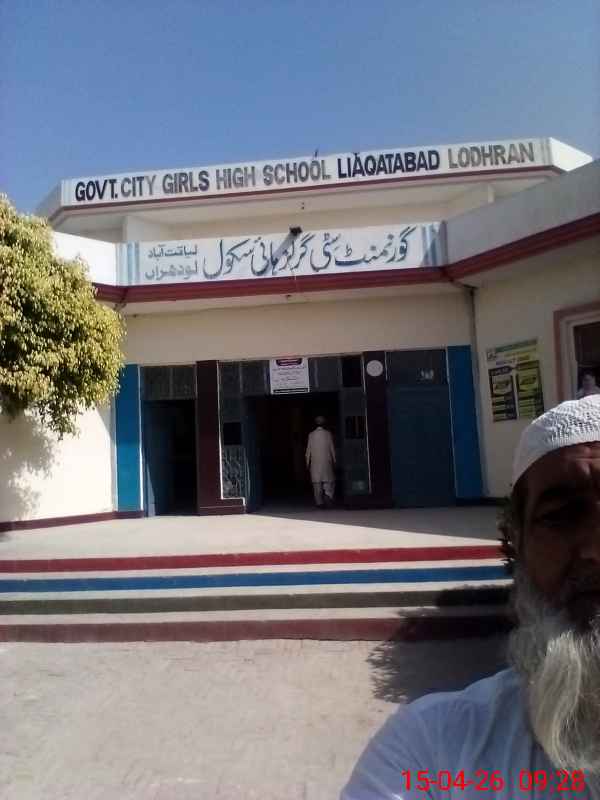 GOVT. CITY GIRLS HIGH SCHOOL LIAQATABAD LODHRAN
گورنمنٹ سٹی گرلز ہائی سکول لیاقت آباد
لودھراں
15-04-26 09:28